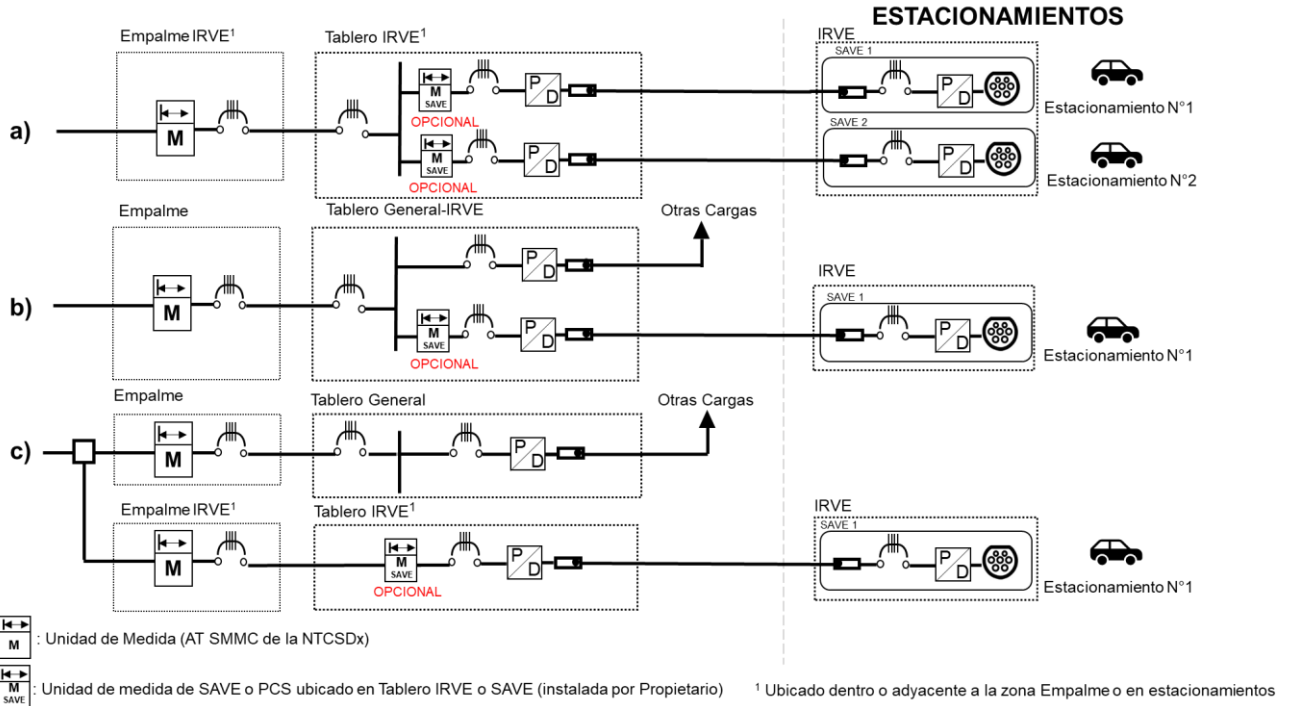 ESTACIONAMIENTOS
Empalme IRVE¹
Tablero IRVE¹
IRVE
SAVE 1
a)
M
M
SAVE
OPCIONAL
P/D
Estacionamiento N°1
SAVE 2
M
SAVE
OPCIONAL
P/D
P/D
P/D
Estacionamiento N°2
Empalme
Tablero General-IRVE
Otras Cargas
b)
M
P/D
IRVE
SAVE 1
M
SAVE
OPCIONAL
P/D
P/D
Estacionamiento N°1
Empalme
Tablero General
Otras Cargas
c)
M
P/D
Empalme IRVE¹
Tablero IRVE¹
IRVE
SAVE 1
M
M
SAVE
OPCIONAL
P/D
P/D
Estacionamiento N°1
M : Unidad de Medida (AT SMMC de la NTCSDx)
M SAVE : Unidad de medida de SAVE o PCS ubicado en Tablero IRVE o SAVE (instalada por Propietario)
¹ Ubicado dentro o adyacente a la zona Empalme o en estacionamientos